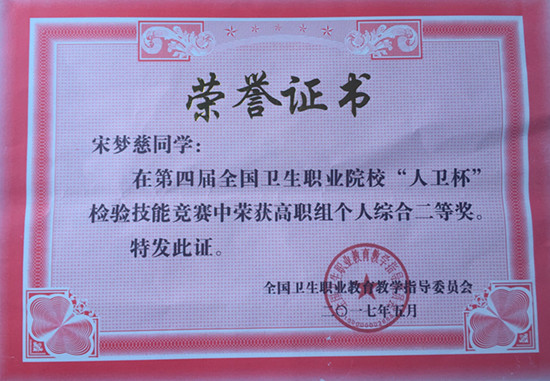 荣誉证书
宋梦慈同学：
在第四届全国卫生职业院校“人卫杯”
检验技能竞赛中荣获高职组个人综合二等奖。
特发此证。
全国卫生职业教育教学指导委员会
二〇一七年五月